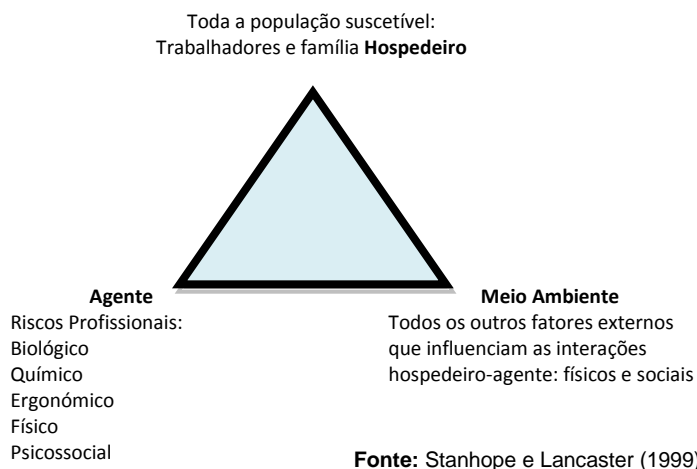 Toda a população suscetível:
Trabalhadores e família Hospedeiro
Agente
Riscos Profissionais:
Biológico
Químico
Ergonómico
Físico
Psicossocial
Meio Ambiente
Todos os outros fatores externos
que influenciam as interações
hospedeiro-agente: físicos e sociais
Fonte: Stanhope e Lancaster (1999)